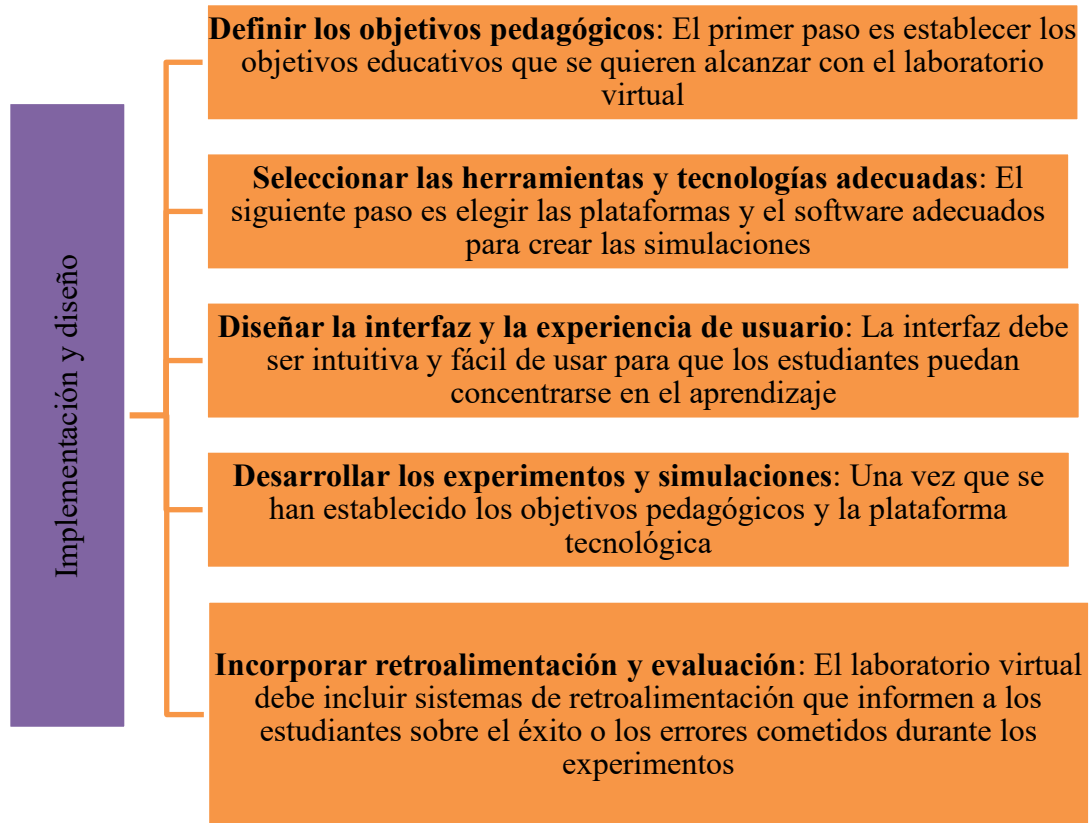 Implementación y diseño
Definir los objetivos pedagógicos: El primer paso es establecer los
objetivos educativos que se quieren alcanzar con el laboratorio
virtual
Seleccionar las herramientas y tecnologías adecuadas: El
siguiente paso es elegir las plataformas y el software adecuados
para crear las simulaciones
Diseñar la interfaz y la experiencia de usuario: La interfaz debe
ser intuitiva y fácil de usar para que los estudiantes puedan
concentrarse en el aprendizaje
Desarrollar los experimentos y simulaciones: Una vez que se
han establecido los objetivos pedagógicos y la plataforma
tecnológica
Incorporar retroalimentación y evaluación: El laboratorio virtual
debe incluir sistemas de retroalimentación que informen a los
estudiantes sobre el éxito o los errores cometidos durante los
experimentos